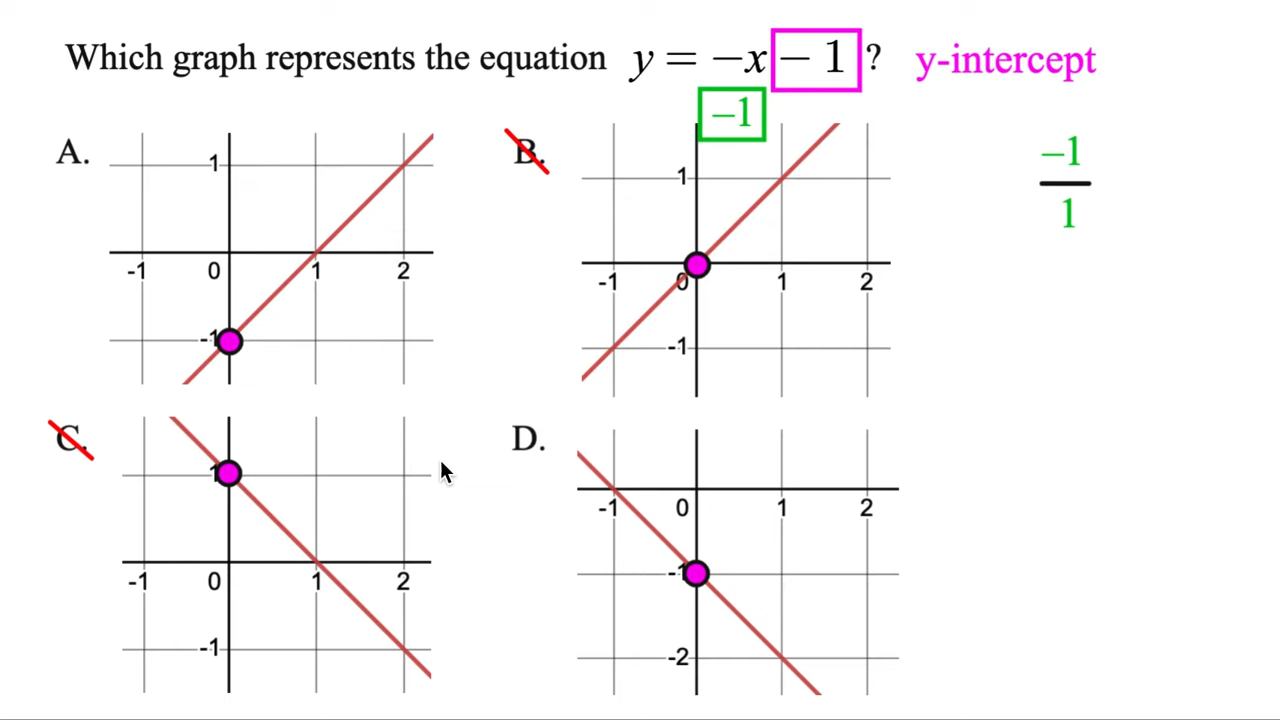 Which graph represents the equation y = −x − 1 ? y-intercept
−1
−1
1
A.
1
-1 0 1 2
-1
B.
1
-1 0 1 2
-1
C.
1
-1 0 1 2
-1
D.
-1 0 1 2
-1
-2